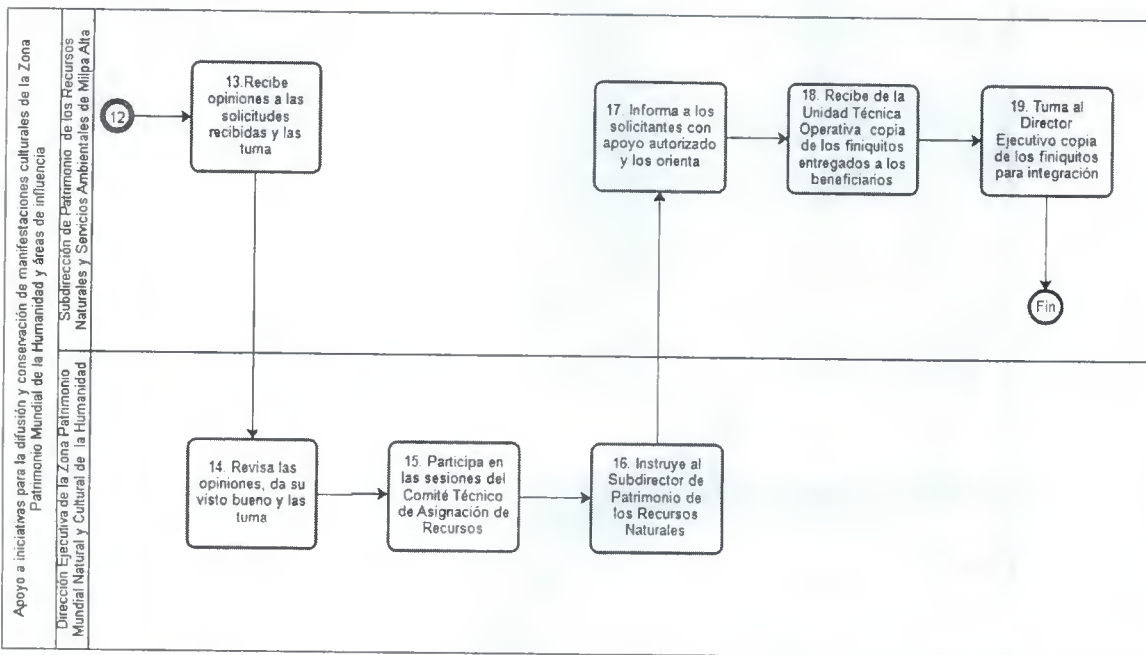 Apoyo a iniciativas para la difusión y conservación de manifestaciones culturales de la Zona
Patrimonio Mundial de la Humanidad y áreas de influencia
Subdirección de Patrimonio de los Recursos
Naturales y Servicios Ambientales de Milpa Alta
12
13.Recibe
opiniones a las
solicitudes
recibidas y las
turna
17. Informa a los
solicitantes con
apoyo autorizado
y los orienta
18. Recibe de la
Unidad Técnica
Operativa copia
de los finiquitos
entregados a los
beneficiarios
19. Turna al
Director
Ejecutivo copia
de los finiquitos
para integración
Fin
Dirección Ejecutiva de la Zona Patrimonio
Mundial Natural y Cultural de la Humanidad
14. Revisa las
opiniones, da su
visto bueno y las
turna
15. Participa en
las sesiones del
Comité Técnico
de Asignación de
Recursos
16. Instruye al
Subdirector de
Patrimonio de
los Recursos
Naturales